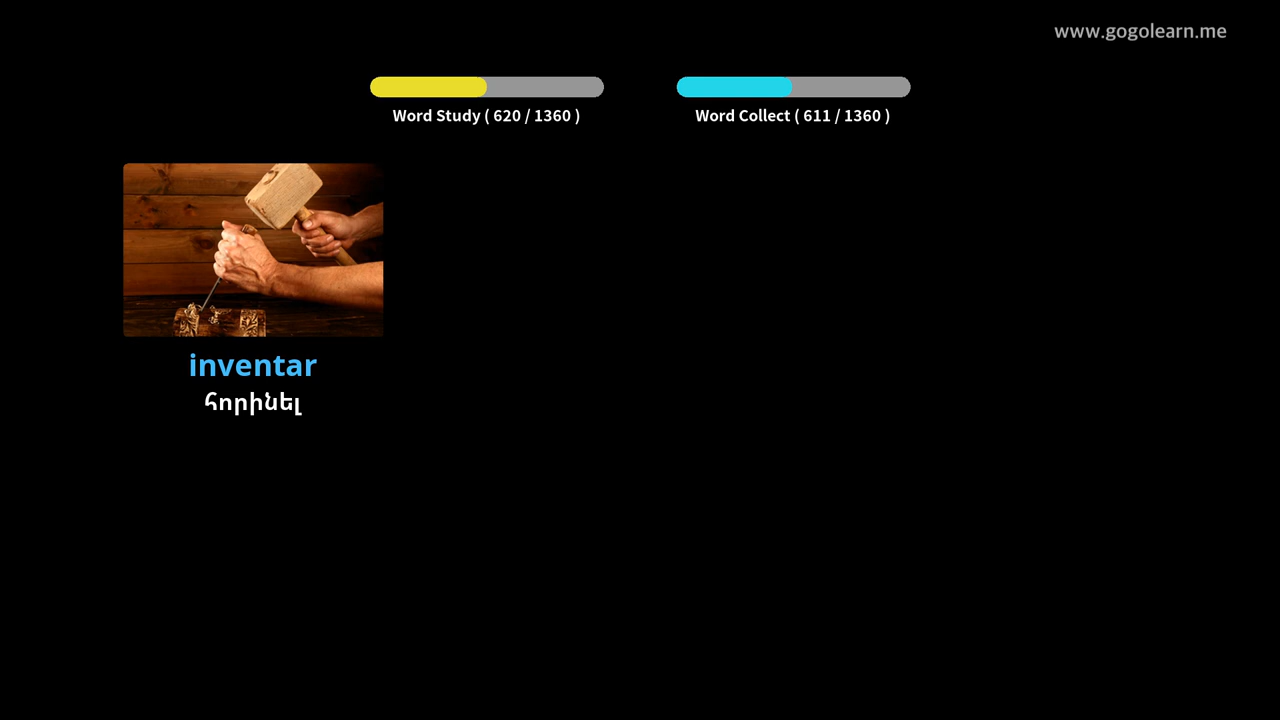 www.gogolearn.me
Word Study ( 620 / 1360 )
Word Collect ( 611 / 1360 )
inventar
հորինել